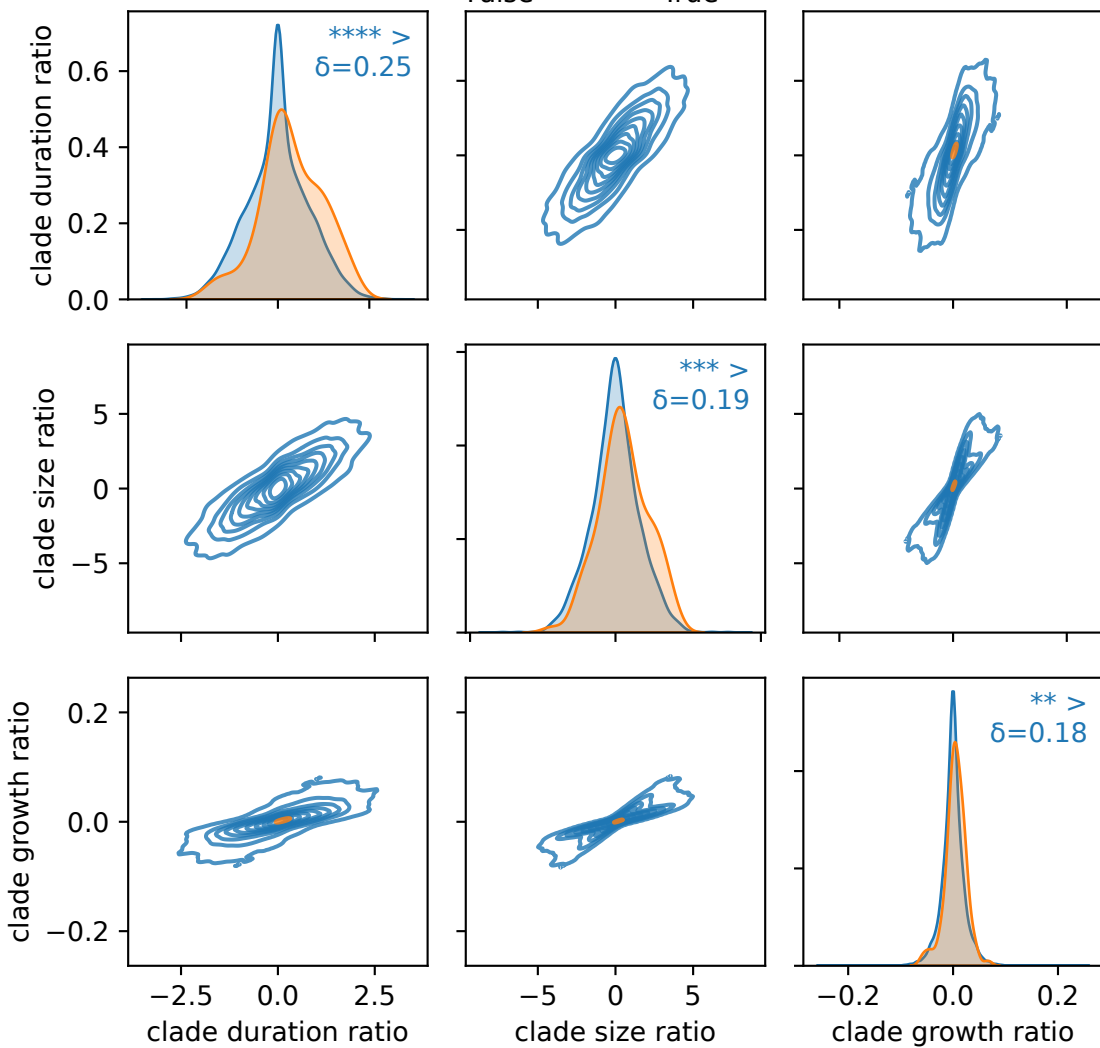 **** >
δ=0.25
clade duration ratio
0.6
0.4
0.2
0.0
*** >
δ=0.19
clade size ratio
5
0
−5
** >
δ=0.18
clade growth ratio
0.2
0.0
−0.2
−2.5 0.0 2.5
−5 0 5
−0.2 0.0 0.2
clade duration ratio
clade size ratio
clade growth ratio